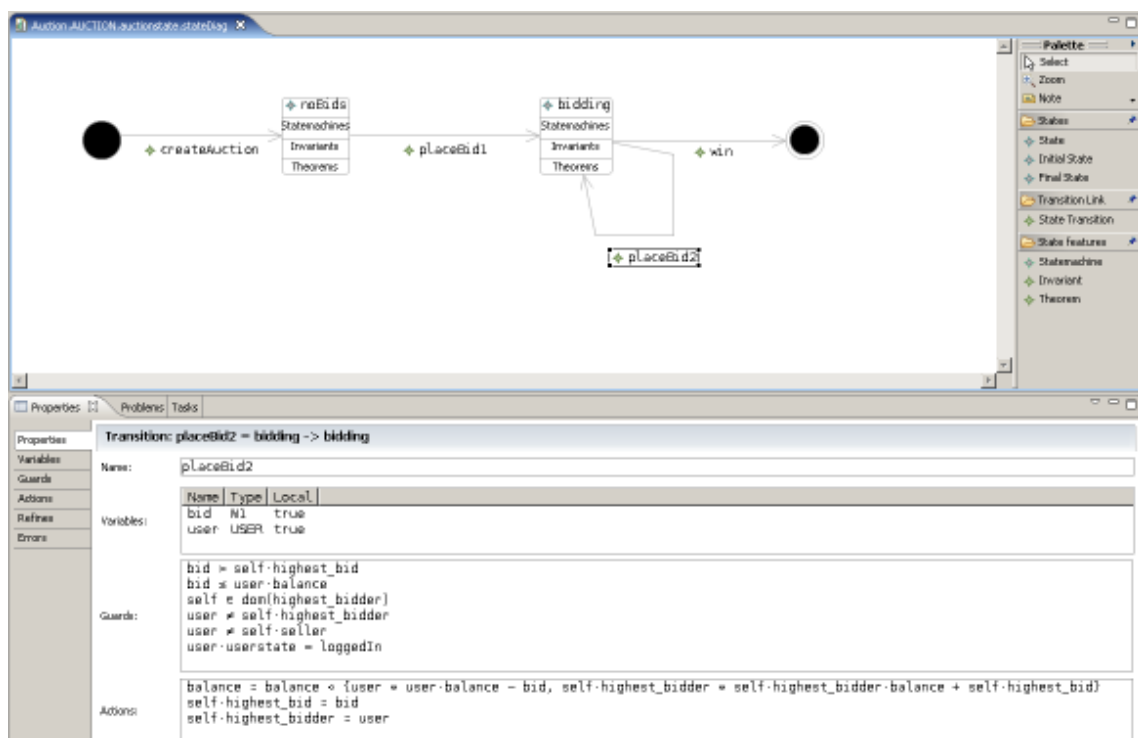 Auction.AUCTION.auctionstate.stateDiag
Palette
Select
Zoom
Note
States
State
Initial State
Final State
Transition Link
State Transition
State features
Statemachine
Invariant
Theorem
noBids
Statemachines
Invariants
Theorems
bidding
Statemachines
Invariants
Theorems
createAuction
placeBid1
win
placeBid2
Properties
Problems
Tasks
Properties
Variables
Guards
Actions
Refines
Errors
Transition: placeBid2 = bidding -> bidding
Name: placeBid2
Variables:
Name Type Local
bid N1 true
user USER true
Guards:
bid > self·highest_bid
bid ≤ user·balance
self ∈ dom(highest_bidder)
user ≠ self·highest_bidder
user ≠ self·seller
user·userstate = loggedIn
Actions:
balance = balance {user user·balance − bid, self·highest_bidder self·highest_bidder·balance + self·highest_bid}
self·highest_bid = bid
self·highest_bidder = user